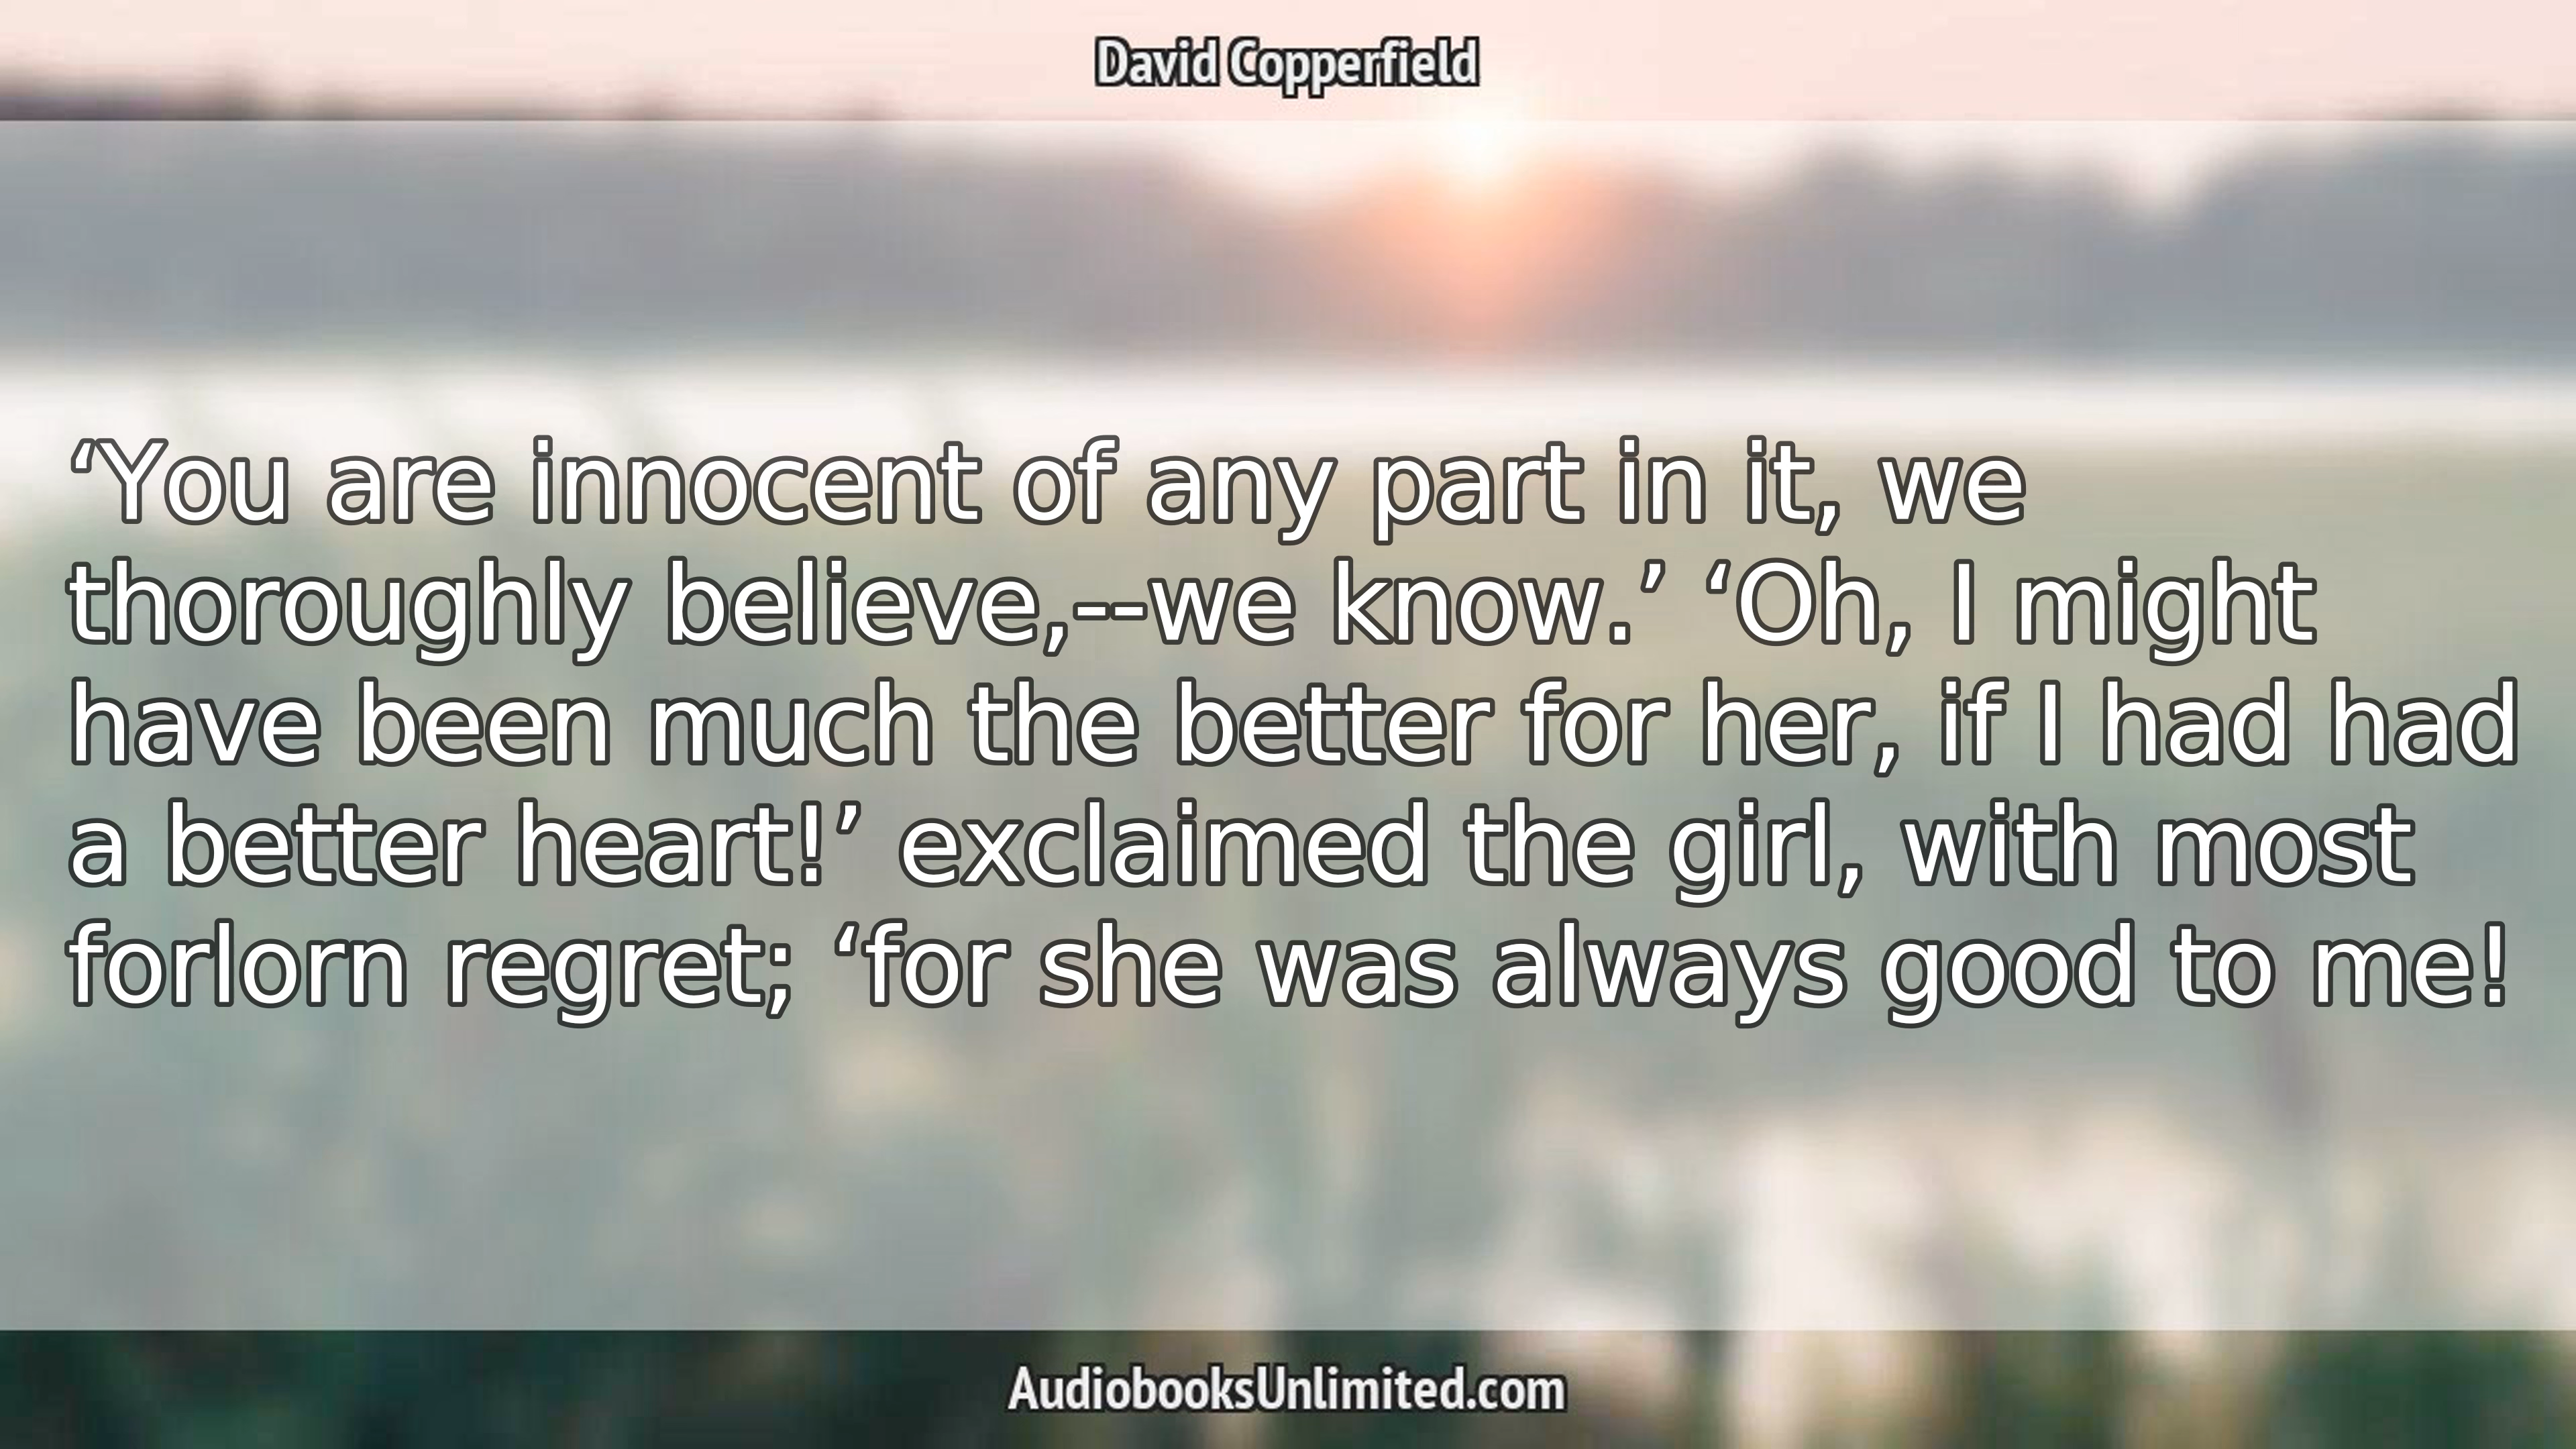 David Copperfield
‘You are innocent of any part in it, we
thoroughly believe,--we know.’ ‘Oh, I might
have been much the better for her, if I had had
a better heart!’ exclaimed the girl, with most
forlorn regret; ‘for she was always good to me!
AudiobooksUnlimited.com